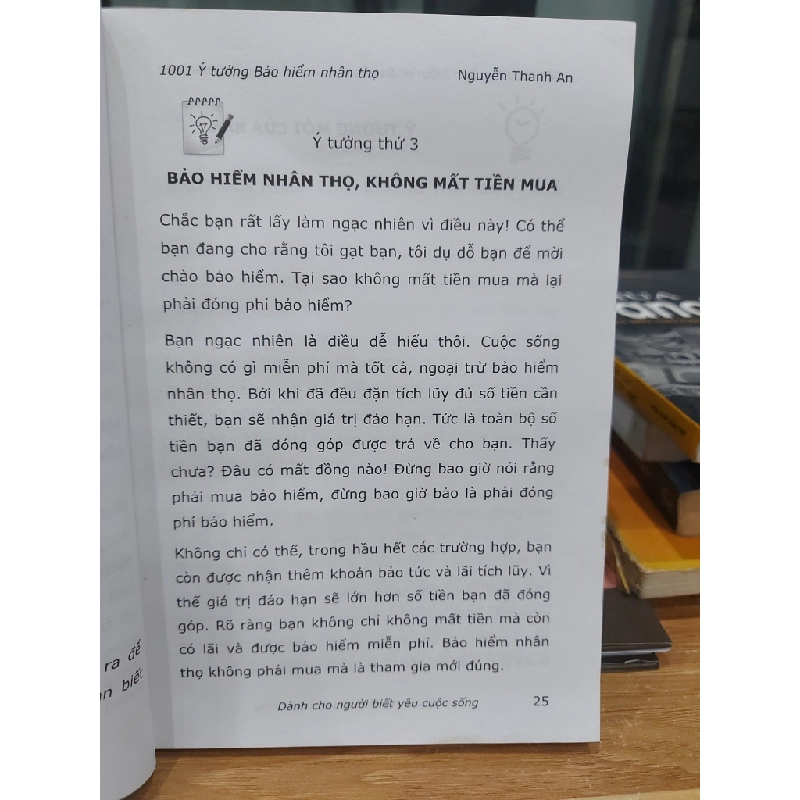 1001 Ý tưởng Bảo hiểm nhân thọ Nguyễn Thanh An
Ý tưởng thứ 3
BẢO HIỂM NHÂN THỌ, KHÔNG MẤT TIỀN MUA
Chắc bạn rất lấy làm ngạc nhiên vì điều này! Có thể
bạn đang cho rằng tôi gạt bạn, tôi dụ dỗ bạn để mời
chào bảo hiểm. Tại sao không mất tiền mua mà lại
phải đóng phí bảo hiểm?
Bạn ngạc nhiên là điều dễ hiểu thôi. Cuộc sống
không có gì miễn phí mà tốt cả, ngoại trừ bảo hiểm
nhân thọ. Bởi khi đã đều đặn tích lũy đủ số tiền cần
thiết, bạn sẽ nhận giá trị đáo hạn. Tức là toàn bộ số
tiền bạn đã đóng góp được trả về cho bạn. Thấy
chưa? Đâu có mất đồng nào! Đừng bao giờ nói rằng
phải mua bảo hiểm, đừng bao giờ bảo là phải đóng
phí bảo hiểm.
Không chỉ có thế, trong hầu hết các trường hợp, bạn
còn được nhận thêm khoản bảo tức và lãi tích lũy. Vì
thế giá trị đáo hạn sẽ lớn hơn số tiền bạn đã đóng
góp. Rõ ràng bạn không chỉ không mất tiền mà còn
có lãi và được bảo hiểm miễn phí. Bảo hiểm nhân
thọ không phải mua mà là tham gia mới đúng.
Dành cho người biết yêu cuộc sống 25
ra để
biết